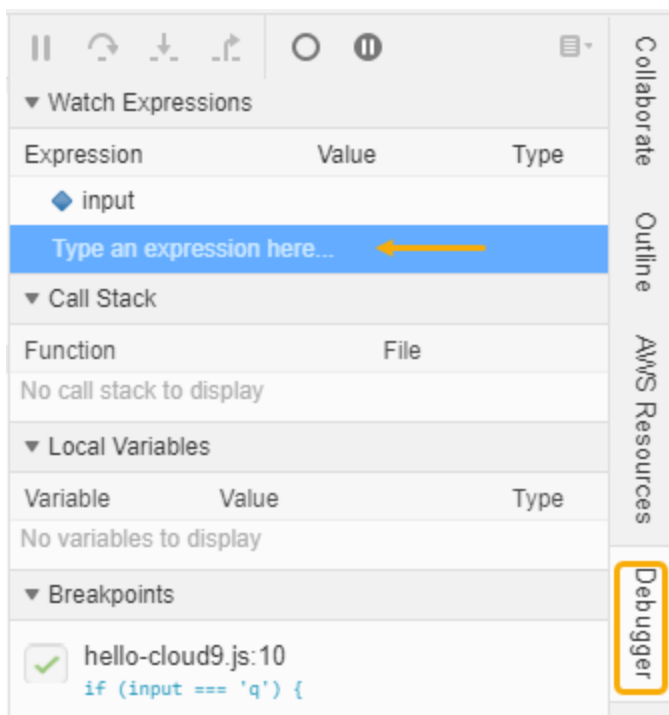 Watch Expressions
Expression Value Type
input
Type an expression here...
Call Stack
Function File
No call stack to display
Local Variables
Variable Value Type
No variables to display
Breakpoints
hello-cloud9.js:10
if (input === 'q') {
Collaborate
Outline
AWS Resources
Debugger